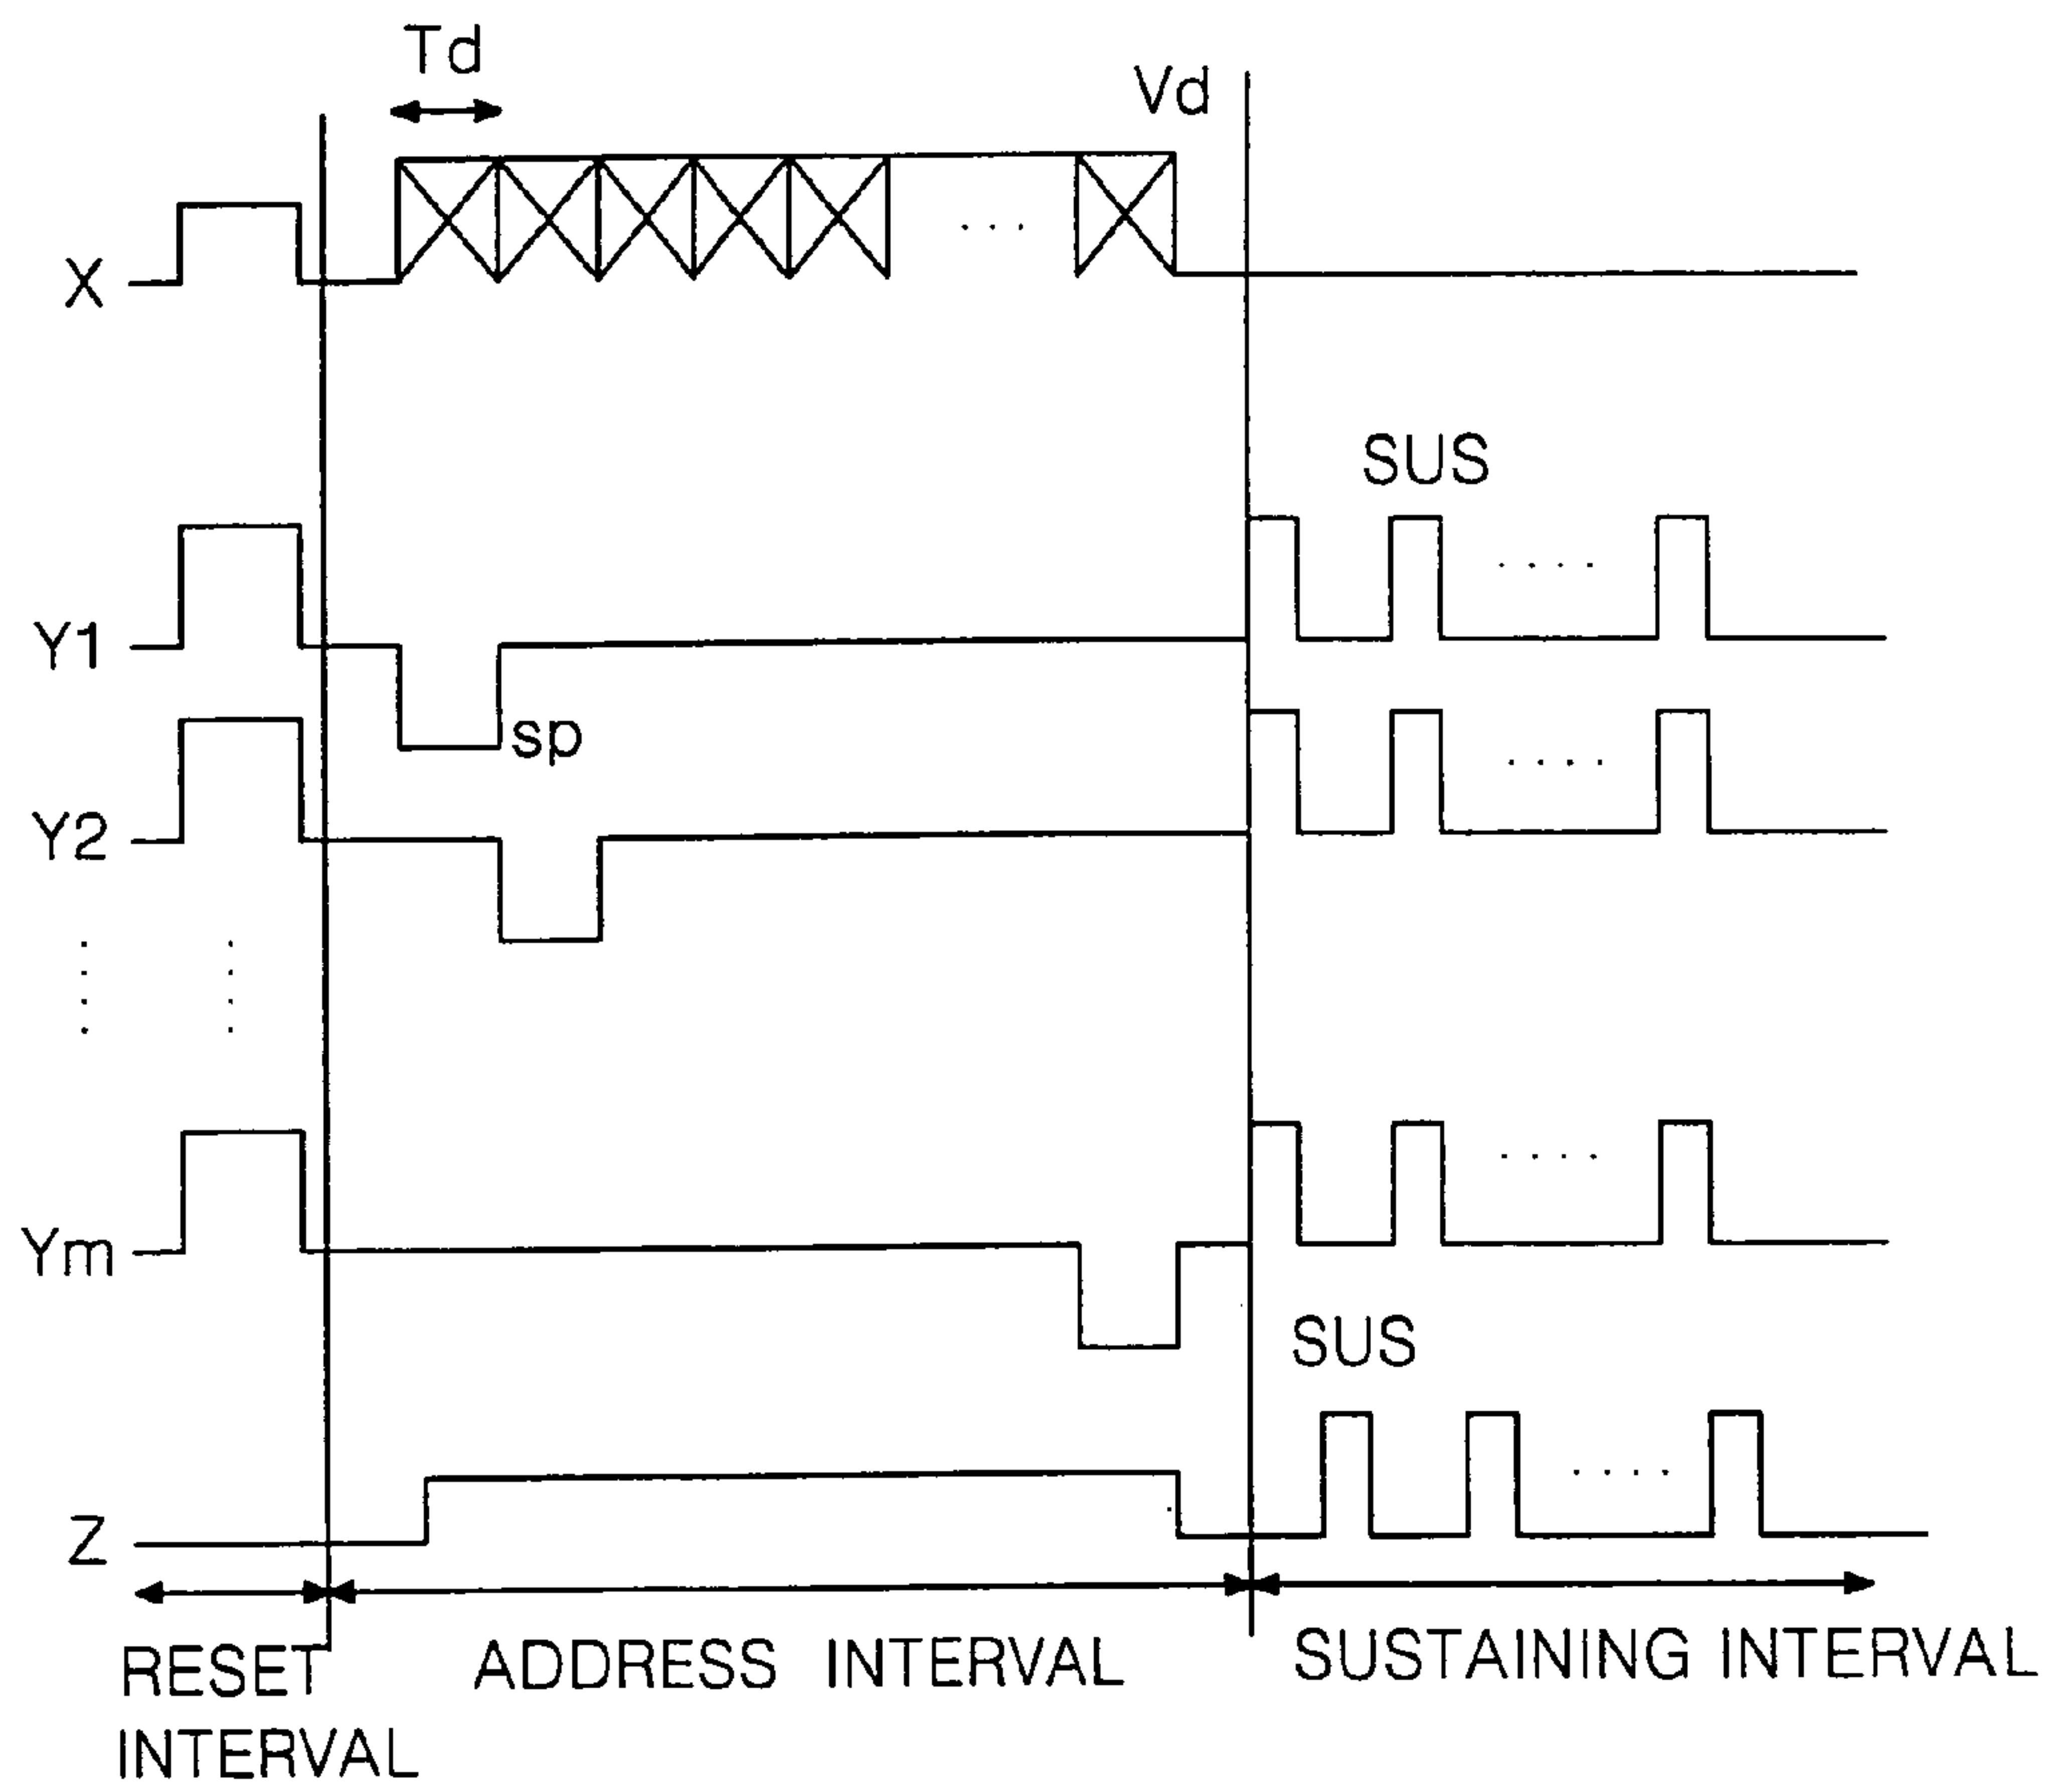 Td
Vd
X
SUS
Y1
sp
Y2
Ym
SUS
Z
RESET INTERVAL
ADDRESS INTERVAL
SUSTAINING INTERVAL